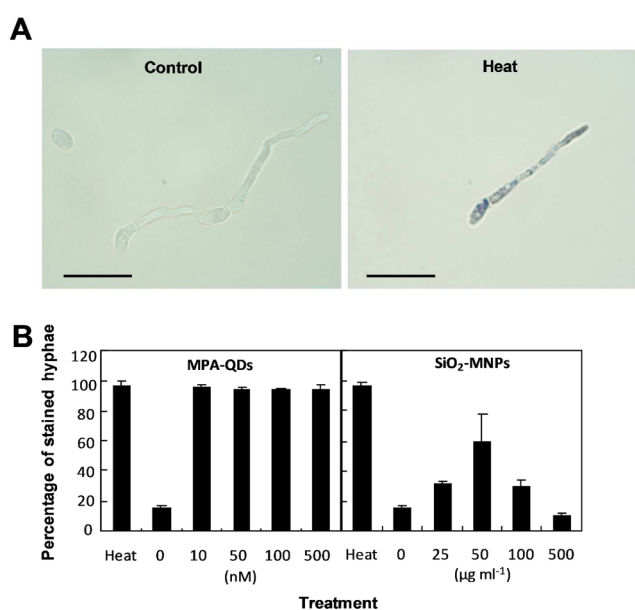 A
Control
Heat
B
Percentage of stained hyphae
120
100
80
60
40
20
0
MPA-QDs
SiO₂-MNPs
Heat 0 10 50 100 500 Heat 0 25 50 100 500
(nM) (µg ml⁻¹)
Treatment